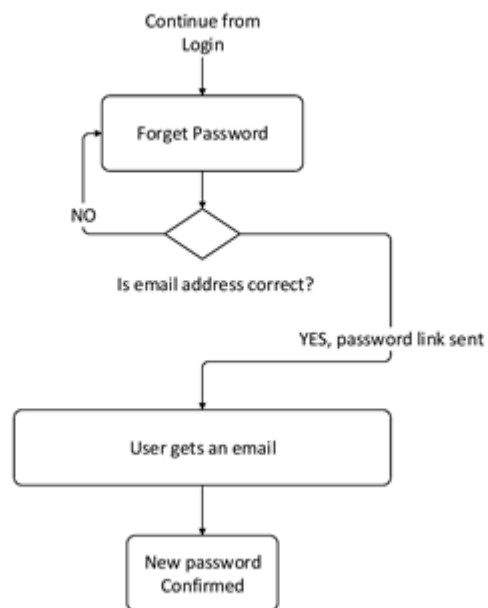 Continue from
Login
Forget Password
NO
Is email address correct?
YES, password link sent
User gets an email
New password
Confirmed